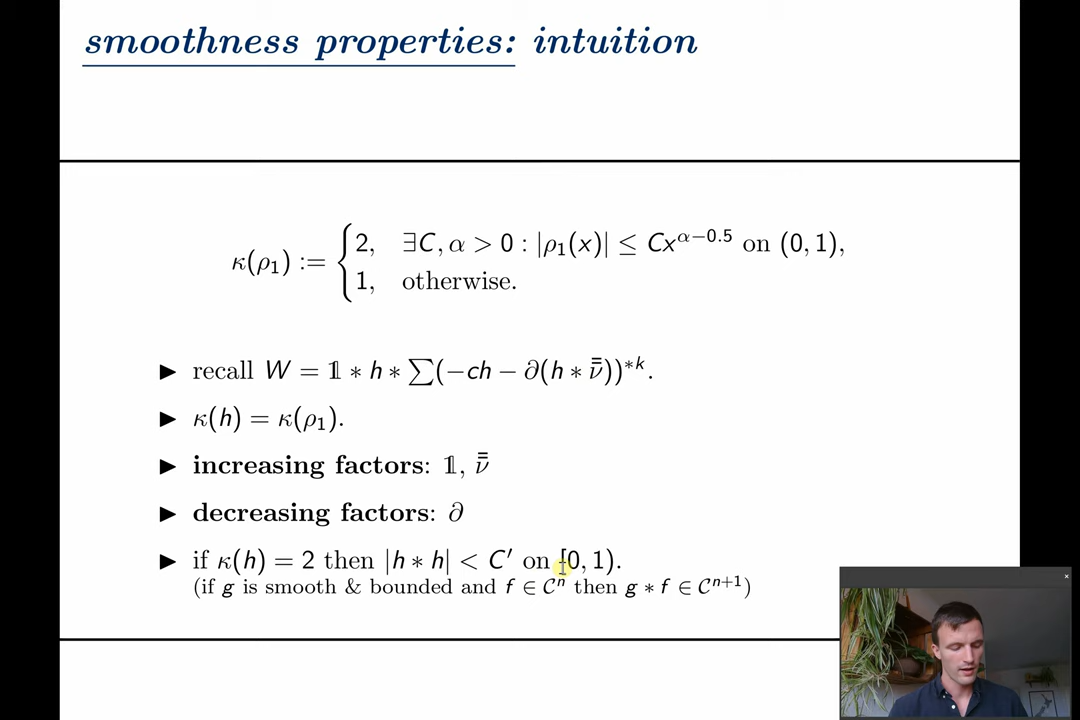 smoothness properties: intuition
κ(ρ₁) := { 2, ∃C, α > 0 : |ρ₁(x)| ≤ Cx^{α−0.5} on (0, 1),
1, otherwise.
▶ recall W = 𝟙 ∗ h ∗ ∑(−ch − ∂(h ∗ ν̿))^{∗k}.
▶ κ(h) = κ(ρ₁).
▶ increasing factors: 𝟙, ν̿
▶ decreasing factors: ∂
▶ if κ(h) = 2 then |h ∗ h| < C′ on [0, 1).
(if g is smooth & bounded and f ∈ 𝒞ⁿ then g ∗ f ∈ 𝒞ⁿ⁺¹)